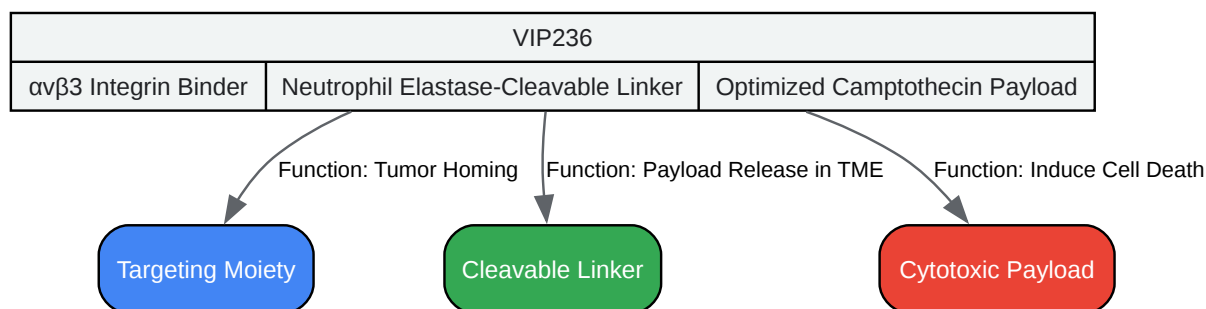 VIP236
αvβ3 Integrin Binder
Neutrophil Elastase-Cleavable Linker
Optimized Camptothecin Payload
Function: Tumor Homing
Function: Payload Release in TME
Function: Induce Cell Death
Targeting Moiety
Cleavable Linker
Cytotoxic Payload